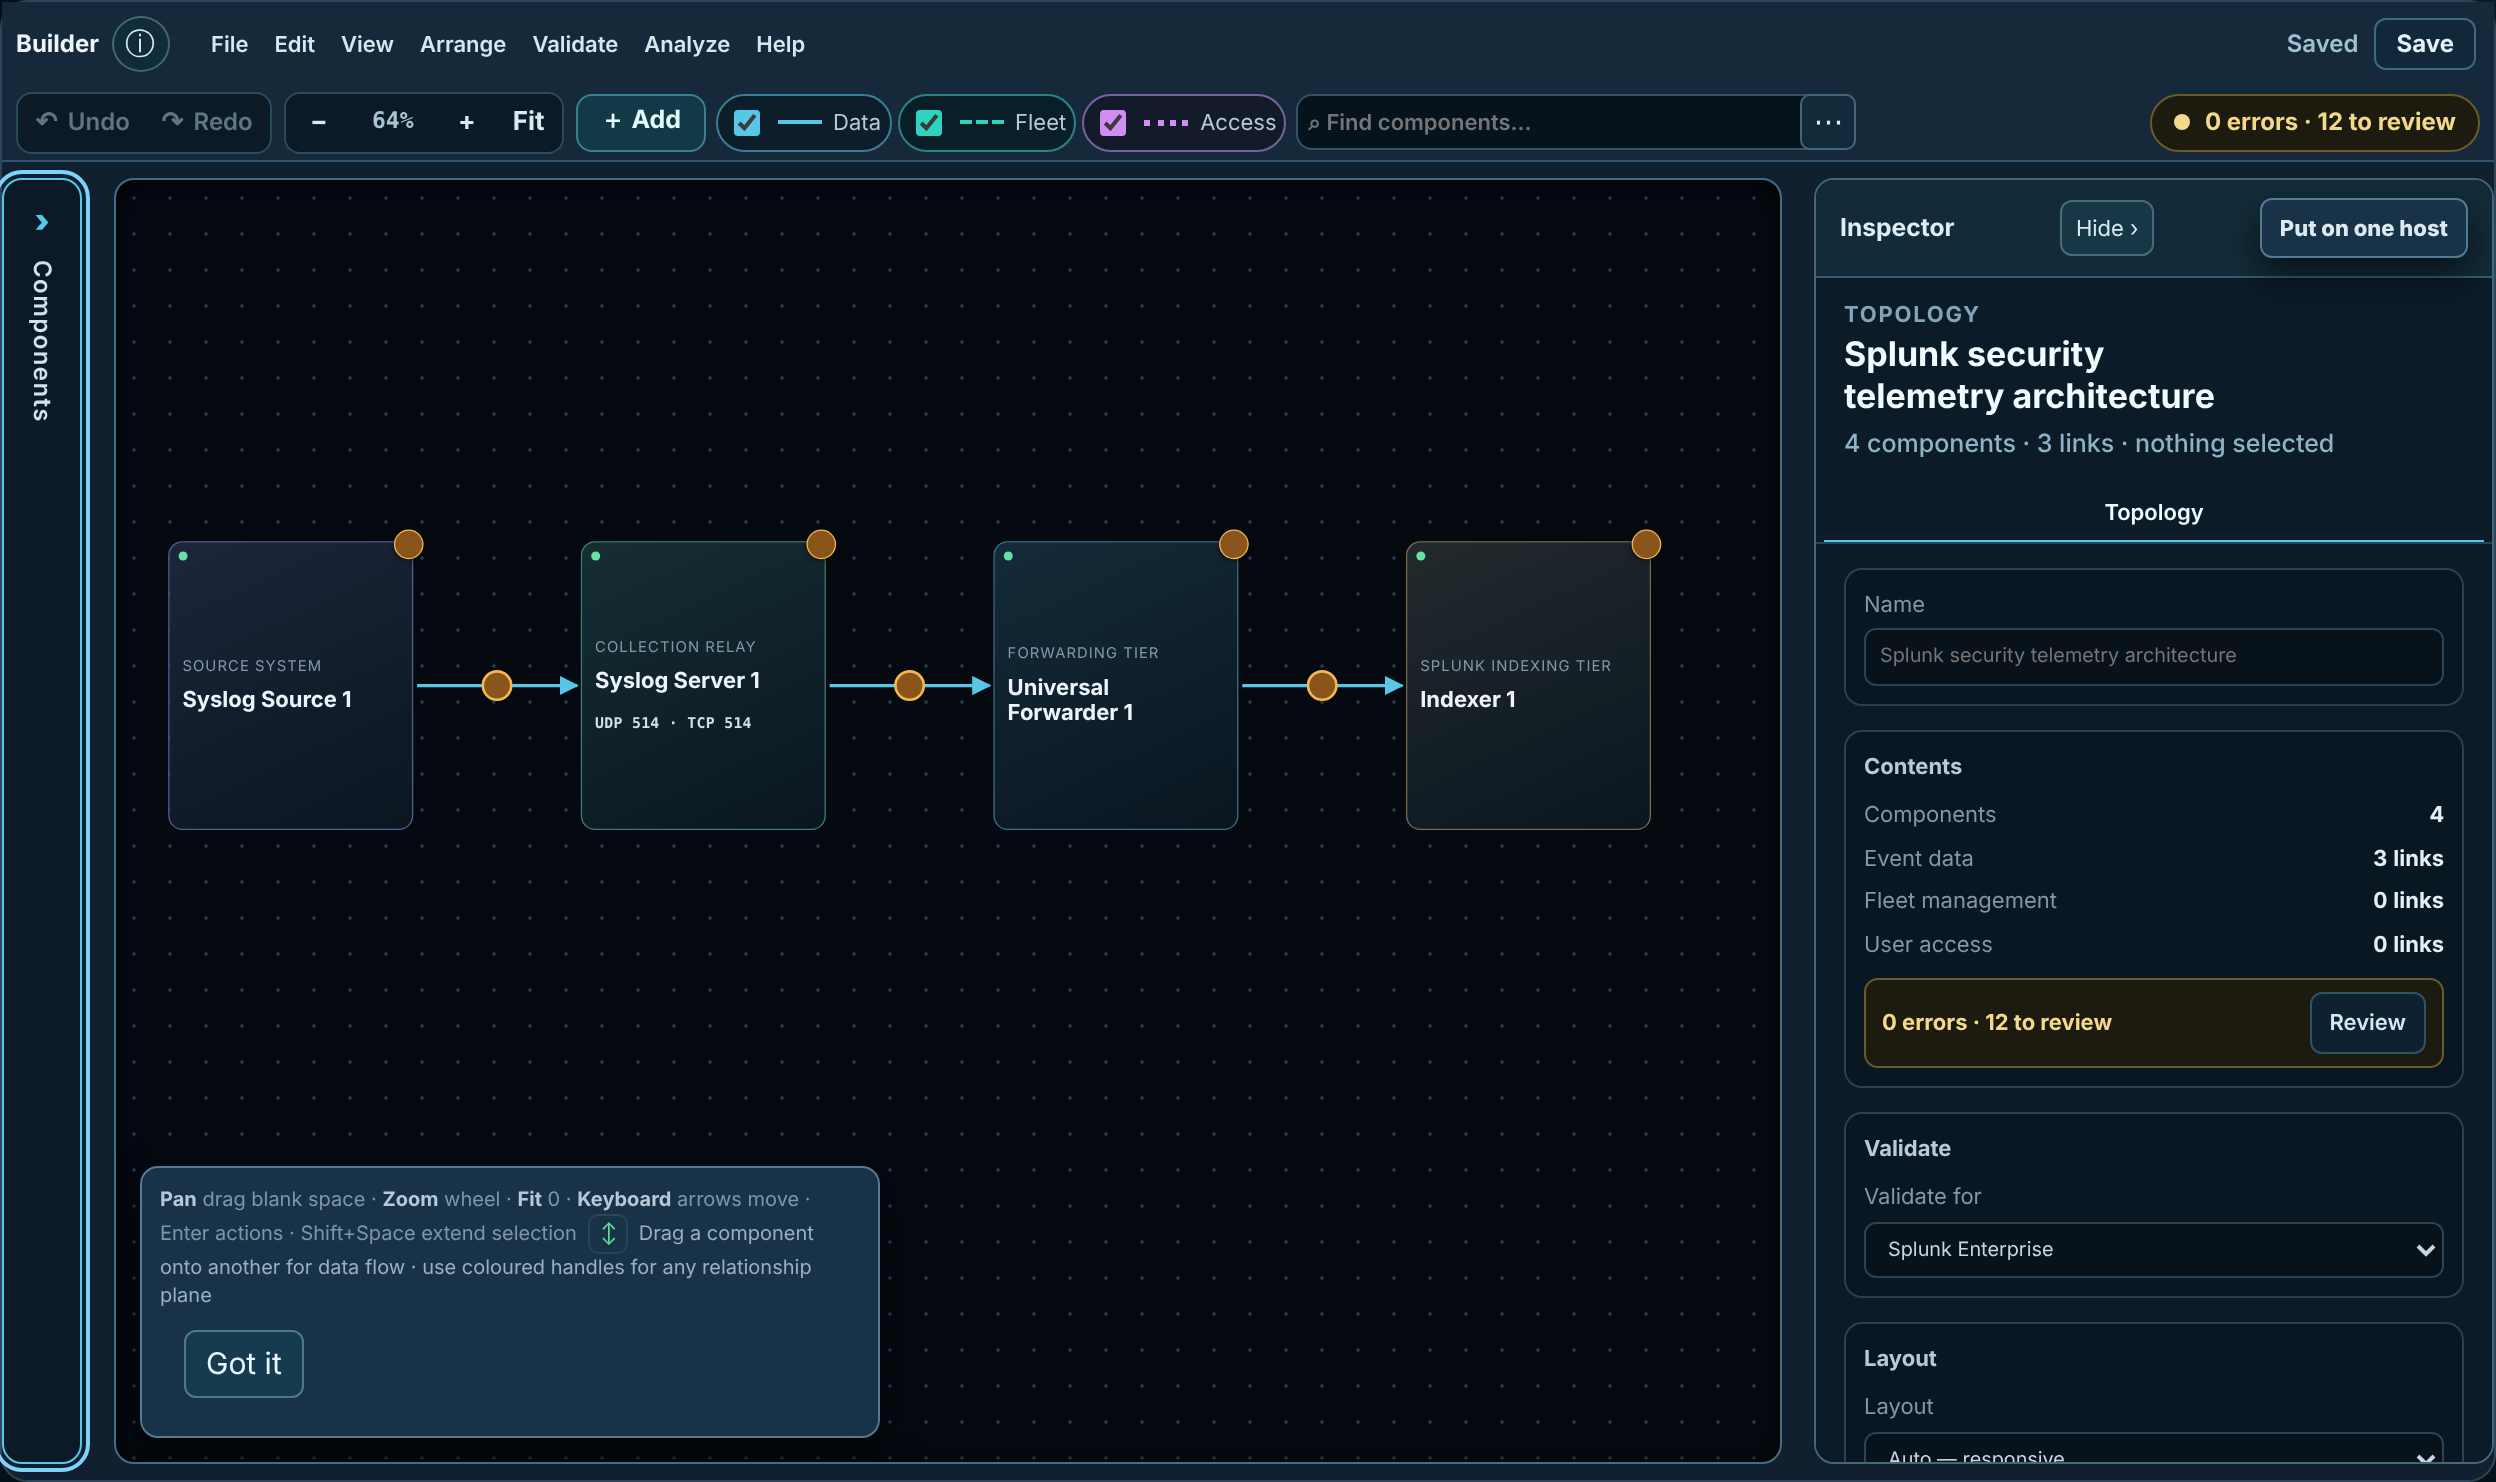 Builder ⓘ File Edit View Arrange Validate Analyze Help Saved Save
↶ Undo ↷ Redo − 64% + Fit + Add Data Fleet Access ⌕ Find components... ⋯ 0 errors · 12 to review
› Components
SOURCE SYSTEM
Syslog Source 1
COLLECTION RELAY
Syslog Server 1
UDP 514 · TCP 514
FORWARDING TIER
Universal
Forwarder 1
SPLUNK INDEXING TIER
Indexer 1
Pan drag blank space · Zoom wheel · Fit 0 · Keyboard arrows move ·
Enter actions · Shift+Space extend selection ↕ Drag a component
onto another for data flow · use coloured handles for any relationship
plane
Got it
Inspector Hide › Put on one host
TOPOLOGY
Splunk security
telemetry architecture
4 components · 3 links · nothing selected
Topology
Name
Splunk security telemetry architecture
Contents
Components 4
Event data 3 links
Fleet management 0 links
User access 0 links
0 errors · 12 to review Review
Validate
Validate for
Splunk Enterprise
Layout
Layout
Auto — responsive